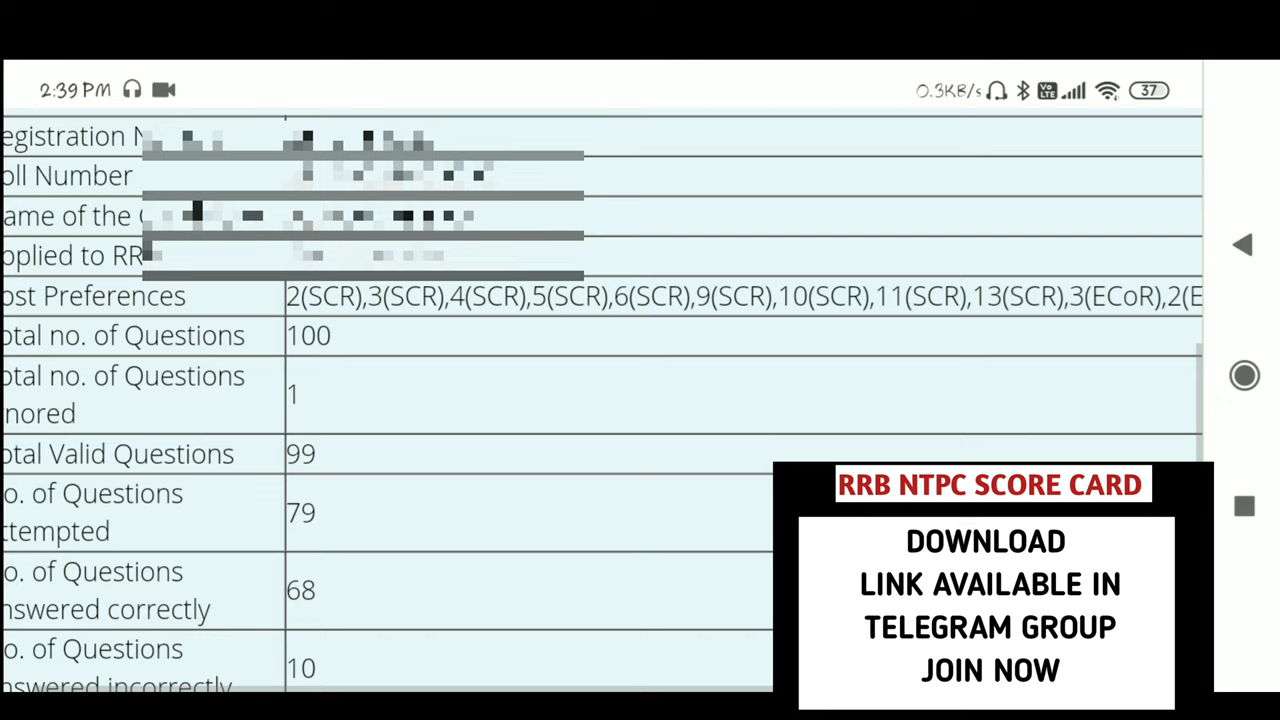 2:39 PM 0.3KB/s Vo LTE 37
egistration N
oll Number
ame of the
pplied to RR
ost Preferences 2(SCR),3(SCR),4(SCR),5(SCR),6(SCR),9(SCR),10(SCR),11(SCR),13(SCR),3(ECoR),2(E
otal no. of Questions 100
otal no. of Questions
nored 1
otal Valid Questions 99
o. of Questions
ttempted 79
o. of Questions
nswered correctly 68
o. of Questions
nswered incorrectly 10
RRB NTPC SCORE CARD
DOWNLOAD
LINK AVAILABLE IN
TELEGRAM GROUP
JOIN NOW